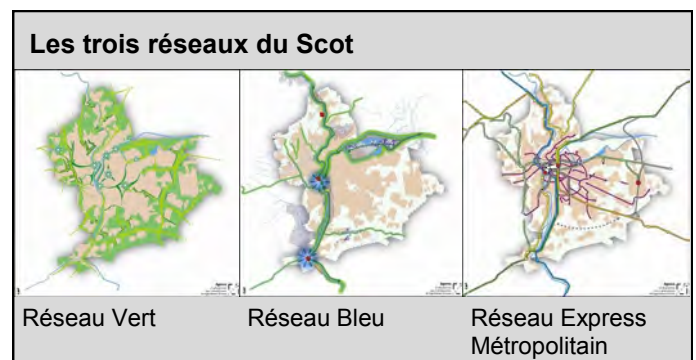 Les trois réseaux du Scot
Réseau Vert
Réseau Bleu
Réseau Express
Métropolitain